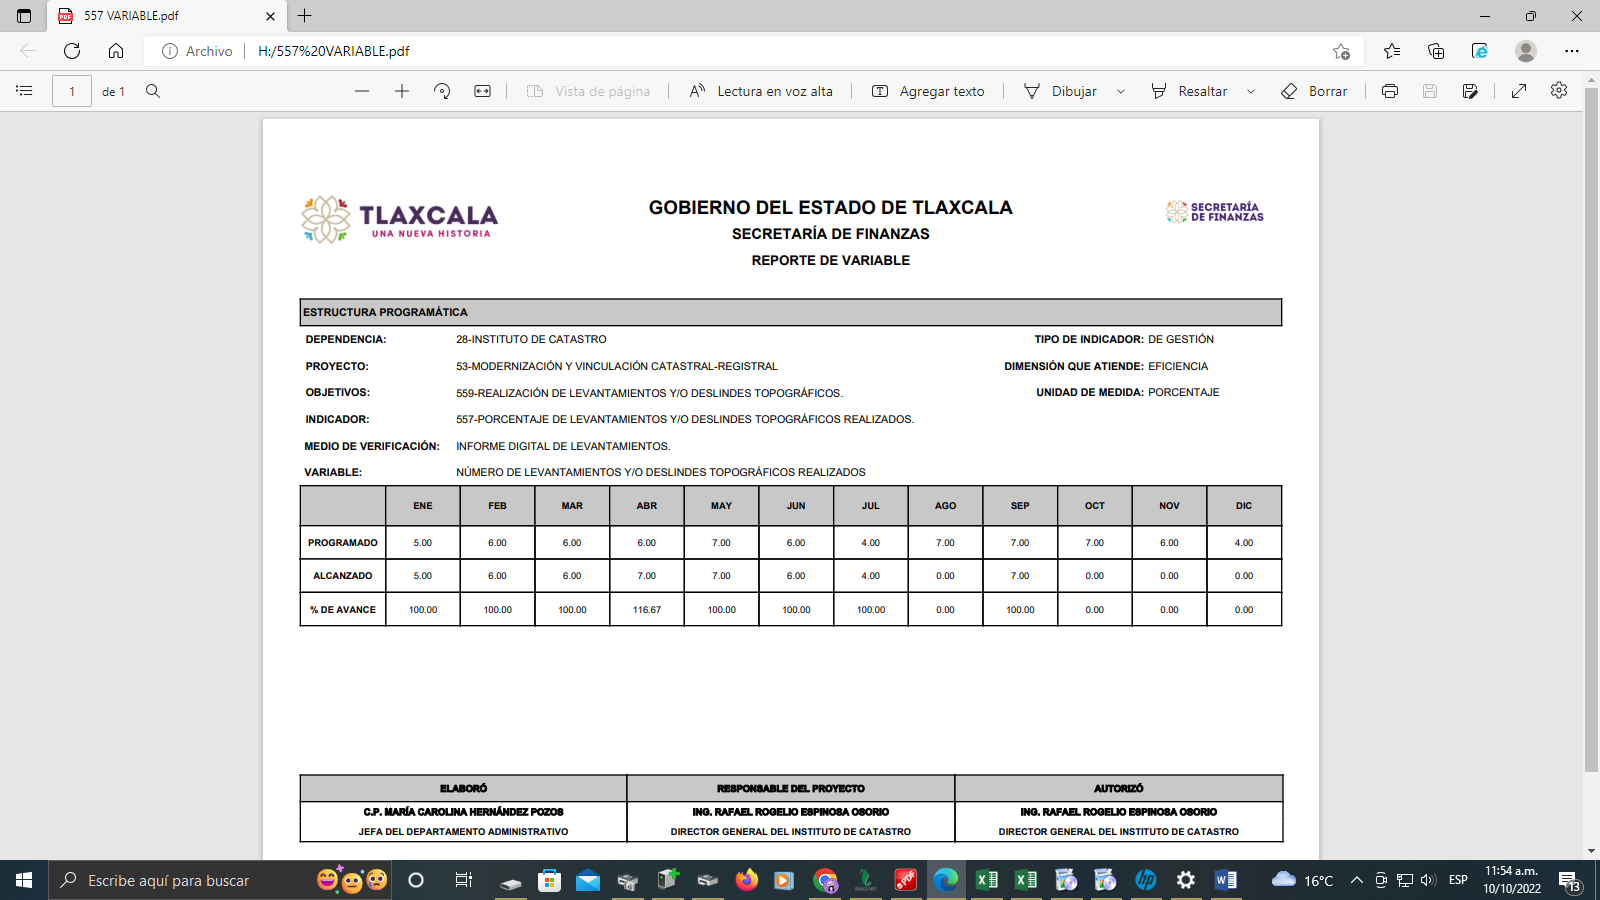 557 VARIABLE.pdf
Archivo
H:/557%20VARIABLE.pdf
1 de 1
Vista de página
Lectura en voz alta
Agregar texto
Dibujar
Resaltar
Borrar
TLAXCALA
UNA NUEVA HISTORIA
GOBIERNO DEL ESTADO DE TLAXCALA
SECRETARÍA DE FINANZAS
REPORTE DE VARIABLE
SECRETARÍA
DE FINANZAS
ESTRUCTURA PROGRAMÁTICA
DEPENDENCIA: 28-INSTITUTO DE CATASTRO TIPO DE INDICADOR: DE GESTIÓN
PROYECTO: 53-MODERNIZACIÓN Y VINCULACIÓN CATASTRAL-REGISTRAL DIMENSIÓN QUE ATIENDE: EFICIENCIA
OBJETIVOS: 559-REALIZACIÓN DE LEVANTAMIENTOS Y/O DESLINDES TOPOGRÁFICOS. UNIDAD DE MEDIDA: PORCENTAJE
INDICADOR: 557-PORCENTAJE DE LEVANTAMIENTOS Y/O DESLINDES TOPOGRÁFICOS REALIZADOS.
MEDIO DE VERIFICACIÓN: INFORME DIGITAL DE LEVANTAMIENTOS.
VARIABLE: NÚMERO DE LEVANTAMIENTOS Y/O DESLINDES TOPOGRÁFICOS REALIZADOS
ENE FEB MAR ABR MAY JUN JUL AGO SEP OCT NOV DIC
PROGRAMADO 5.00 6.00 6.00 6.00 7.00 6.00 4.00 7.00 7.00 7.00 6.00 4.00
ALCANZADO 5.00 6.00 6.00 7.00 7.00 6.00 4.00 0.00 7.00 0.00 0.00 0.00
% DE AVANCE 100.00 100.00 100.00 116.67 100.00 100.00 100.00 0.00 100.00 0.00 0.00 0.00
ELABORÓ RESPONSABLE DEL PROYECTO AUTORIZÓ
C.P. MARÍA CAROLINA HERNÁNDEZ POZOS ING. RAFAEL ROGELIO ESPINOSA OSORIO ING. RAFAEL ROGELIO ESPINOSA OSORIO
JEFA DEL DEPARTAMENTO ADMINISTRATIVO DIRECTOR GENERAL DEL INSTITUTO DE CATASTRO DIRECTOR GENERAL DEL INSTITUTO DE CATASTRO
Escribe aquí para buscar
16°C
ESP
11:54 a.m.
10/10/2022
13